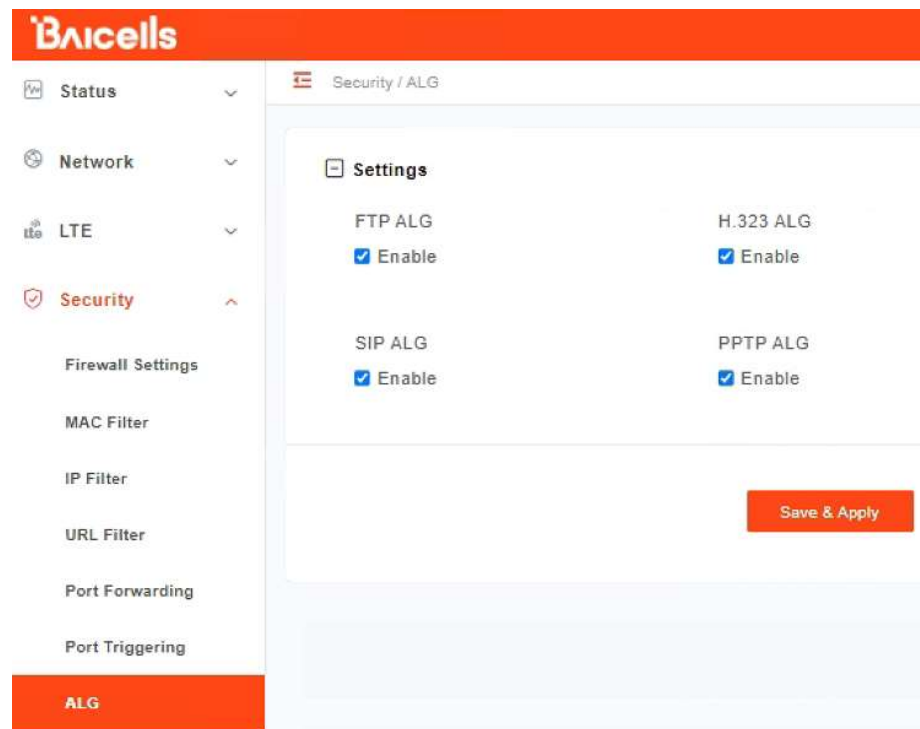 Baicells
Status
Network
LTE
Security
Firewall Settings
MAC Filter
IP Filter
URL Filter
Port Forwarding
Port Triggering
ALG
Security / ALG
Settings
FTP ALG
Enable
H.323 ALG
Enable
SIP ALG
Enable
PPTP ALG
Enable
Save & Apply